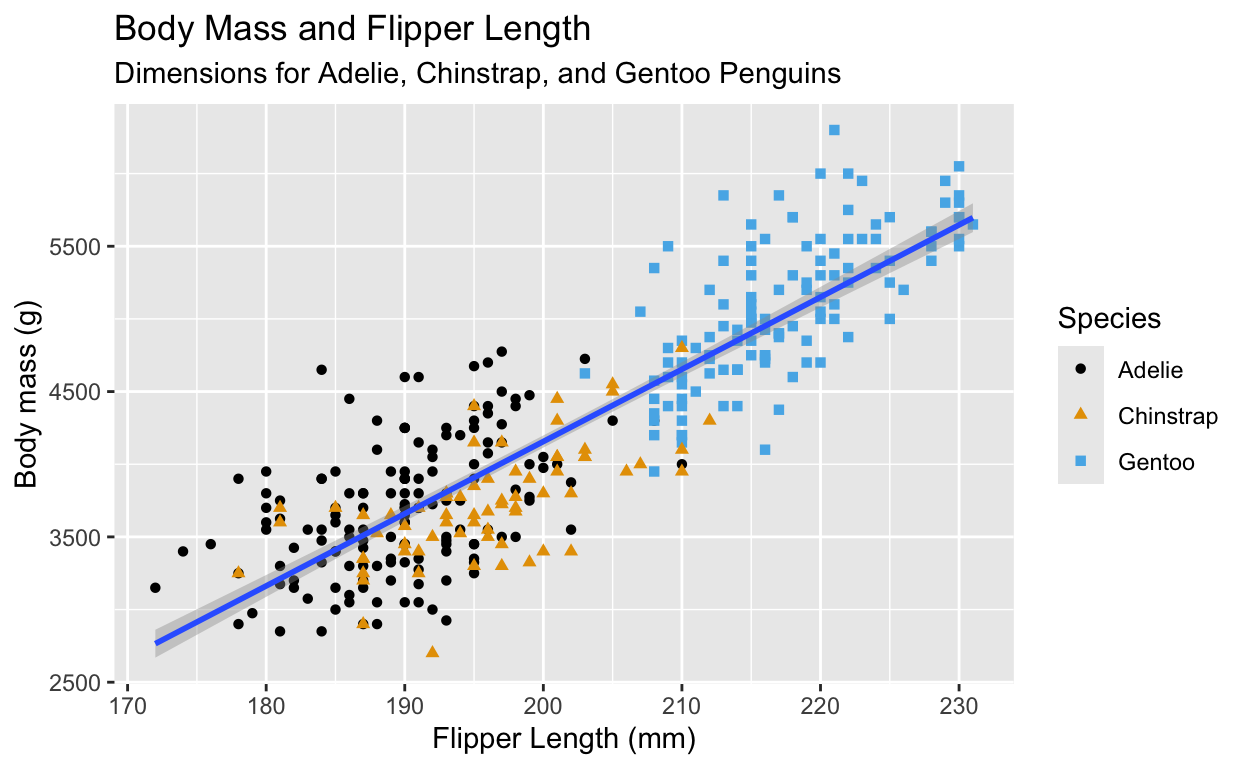 Body Mass and Flipper Length
Dimensions for Adelie, Chinstrap, and Gentoo Penguins
Body mass (g)
5500
4500
3500
2500
170 180 190 200 210 220 230
Flipper Length (mm)
Species
Adelie
Chinstrap
Gentoo